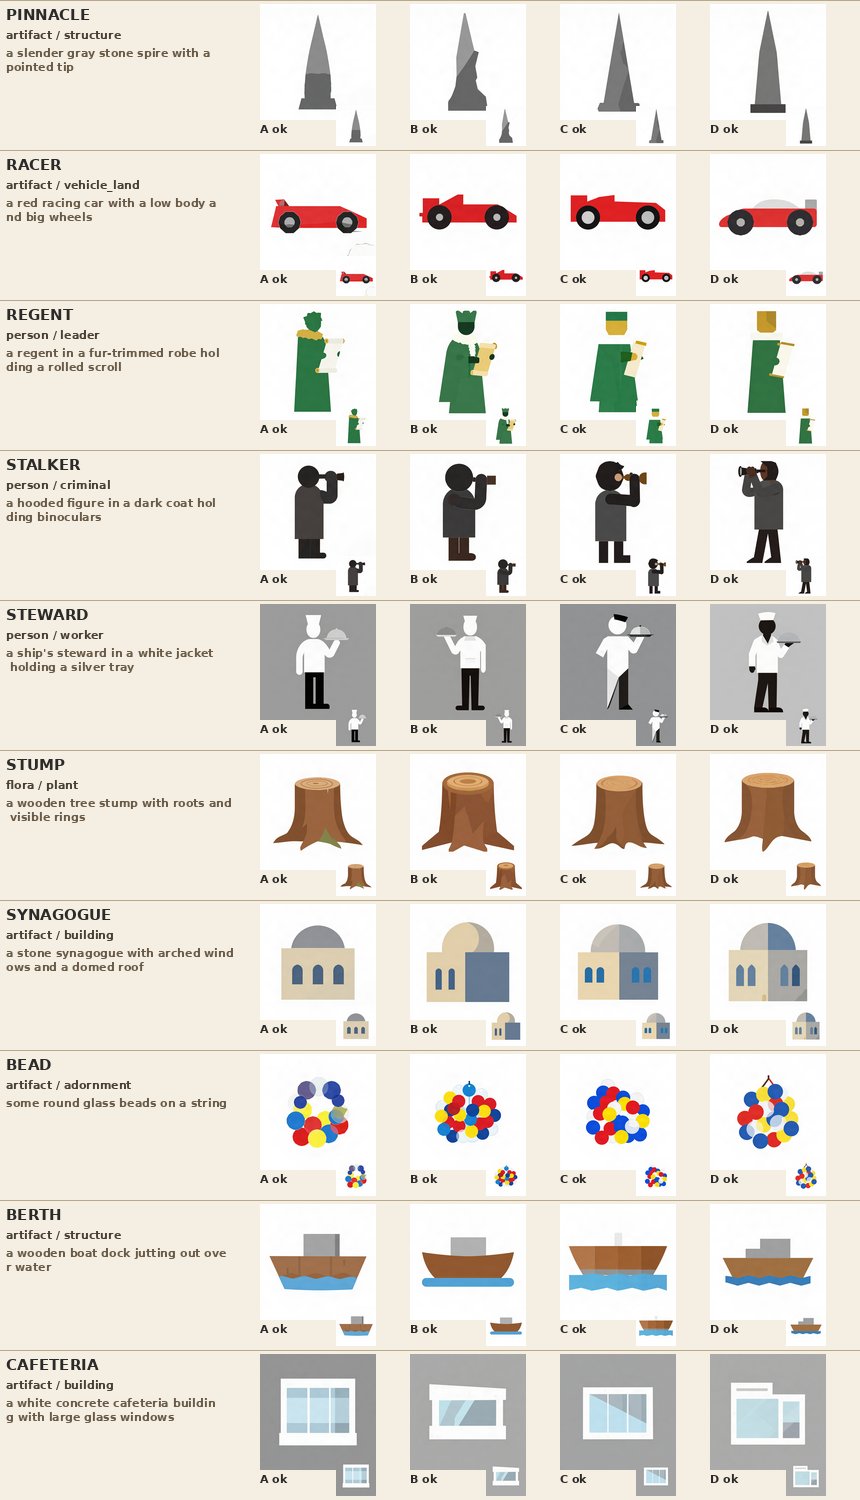 PINNACLE
artifact / structure
a slender gray stone spire with a
pointed tip
A ok
B ok
C ok
D ok
RACER
artifact / vehicle_land
a red racing car with a low body a
nd big wheels
A ok
B ok
C ok
D ok
REGENT
person / leader
a regent in a fur-trimmed robe hol
ding a rolled scroll
A ok
B ok
C ok
D ok
STALKER
person / criminal
a hooded figure in a dark coat hol
ding binoculars
A ok
B ok
C ok
D ok
STEWARD
person / worker
a ship's steward in a white jacket
holding a silver tray
A ok
B ok
C ok
D ok
STUMP
flora / plant
a wooden tree stump with roots and
visible rings
A ok
B ok
C ok
D ok
SYNAGOGUE
artifact / building
a stone synagogue with arched wind
ows and a domed roof
A ok
B ok
C ok
D ok
BEAD
artifact / adornment
some round glass beads on a string
A ok
B ok
C ok
D ok
BERTH
artifact / structure
a wooden boat dock jutting out ove
r water
A ok
B ok
C ok
D ok
CAFETERIA
artifact / building
a white concrete cafeteria buildin
g with large glass windows
A ok
B ok
C ok
D ok